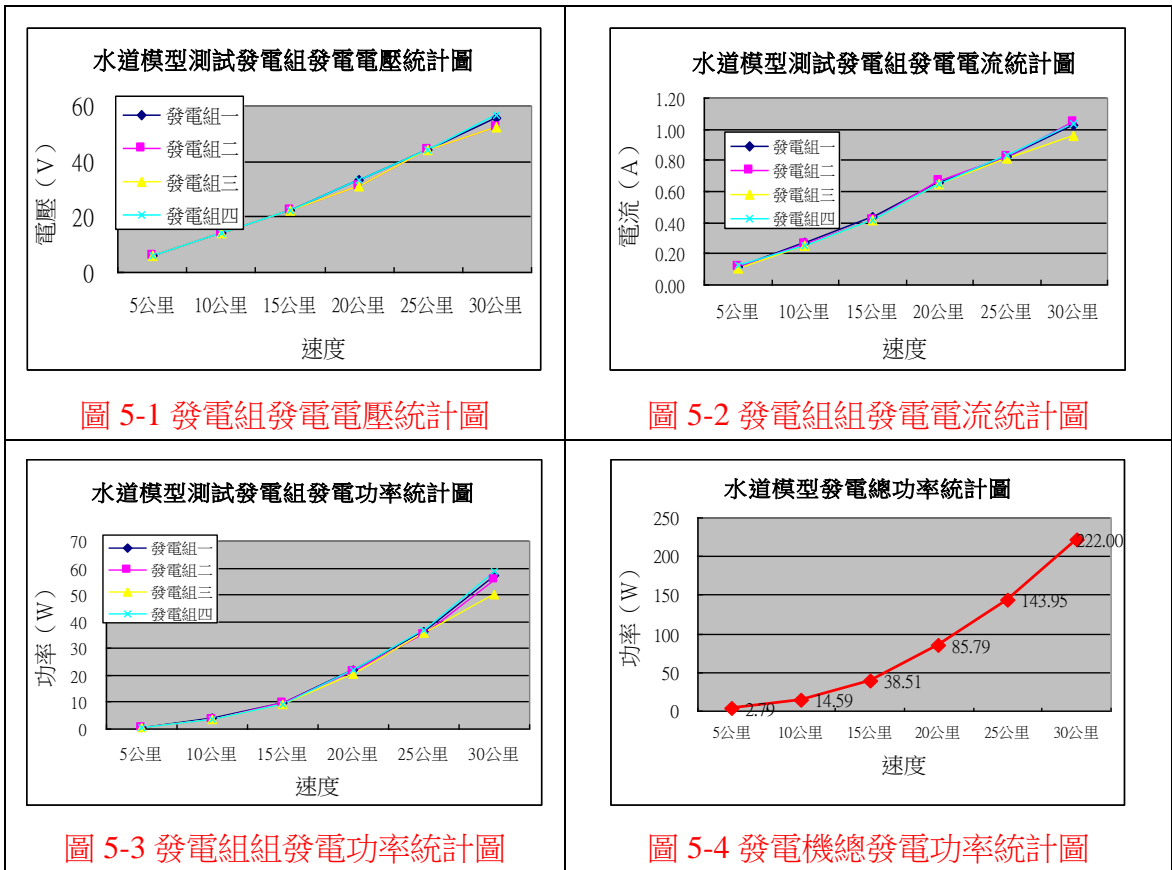 水道模型測試發電組發電電壓統計圖
電壓（V）
60
40
20
0
發電組一
發電組二
發電組三
發電組四
5公里 10公里 15公里 20公里 25公里 30公里
速度
圖 5-1 發電組發電電壓統計圖
水道模型測試發電組發電電流統計圖
電流（A）
1.20
1.00
0.80
0.60
0.40
0.20
0.00
發電組一
發電組二
發電組三
發電組四
5公里 10公里 15公里 20公里 25公里 30公里
速度
圖 5-2 發電組組發電電流統計圖
水道模型測試發電組發電功率統計圖
功率（W）
70
60
50
40
30
20
10
0
發電組一
發電組二
發電組三
發電組四
5公里 10公里 15公里 20公里 25公里 30公里
速度
圖 5-3 發電組組發電功率統計圖
水道模型發電總功率統計圖
功率（W）
250
200
150
100
50
0
2.79
14.59
38.51
85.79
143.95
222.00
5公里 10公里 15公里 20公里 25公里 30公里
速度
圖 5-4 發電機總發電功率統計圖